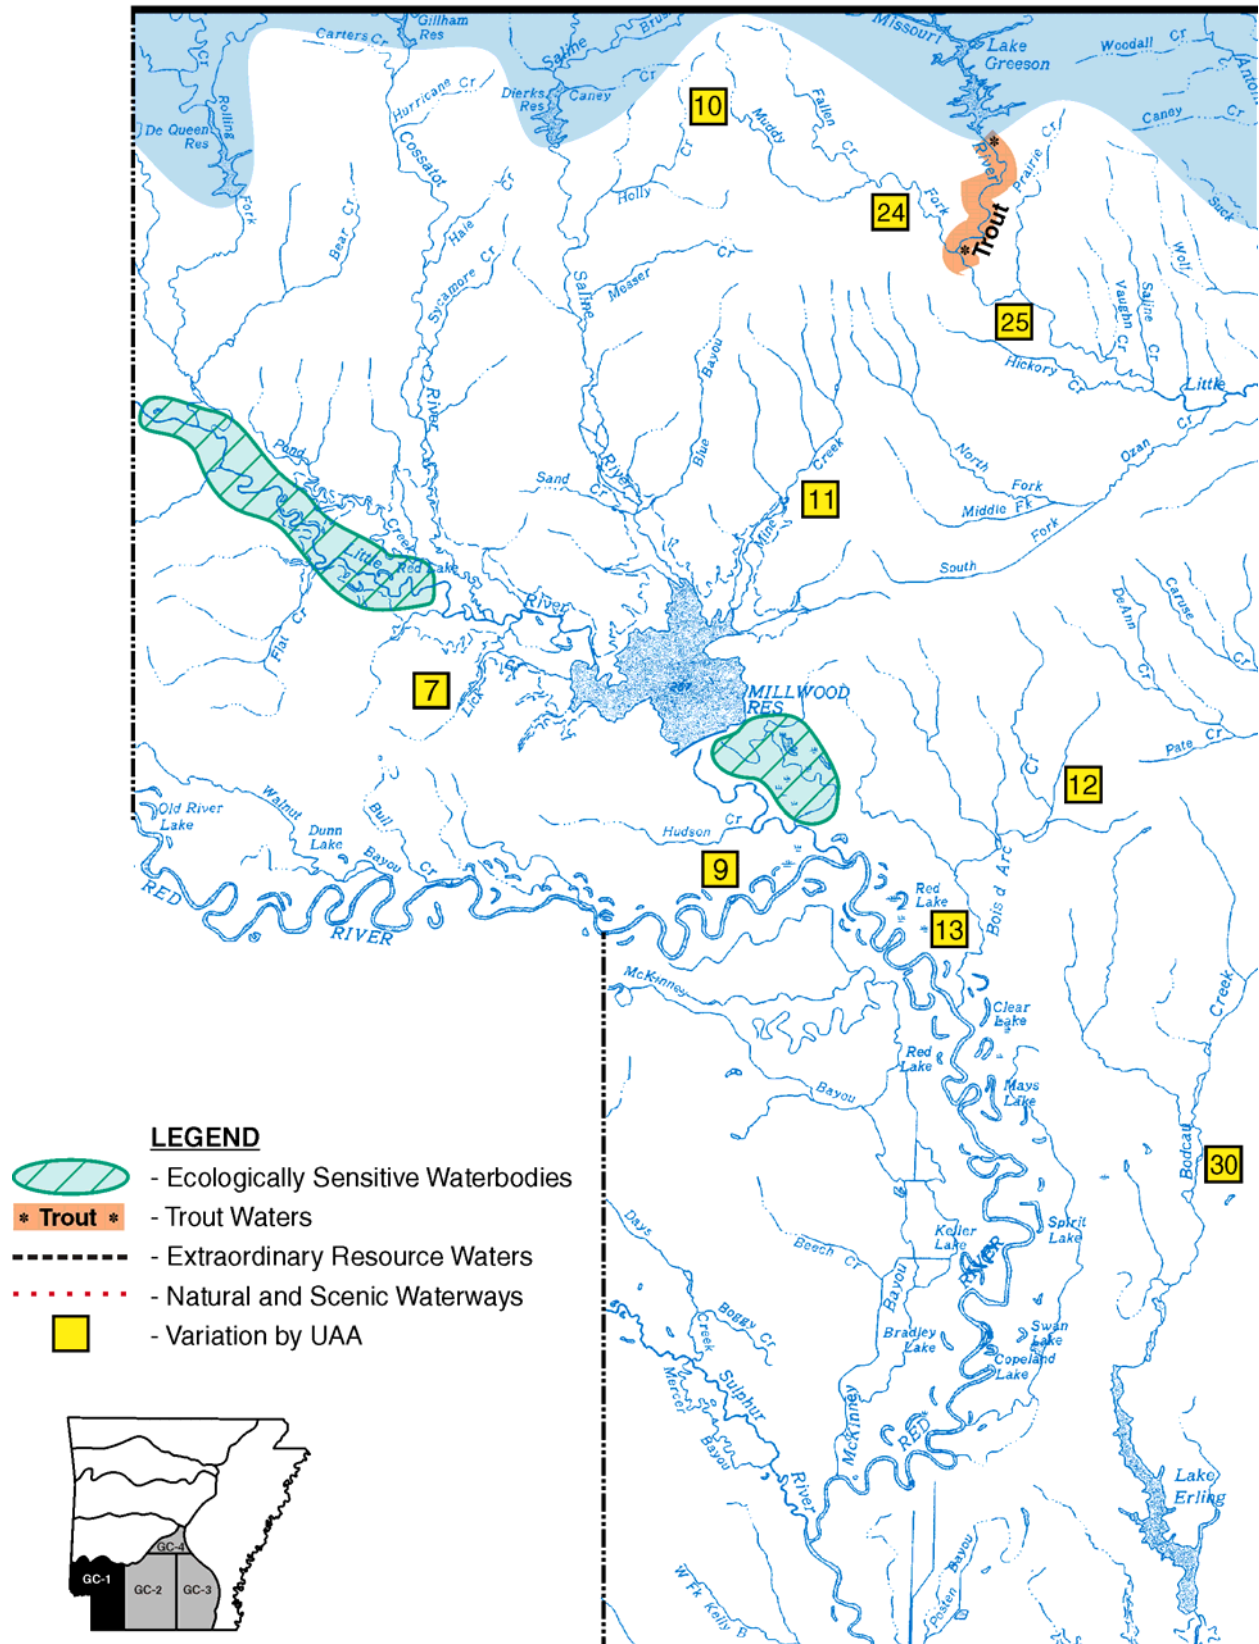 Gillham
Res
Carters Cr
Saline
Brus
Missouri
Lake
Greeson
Woodall Cr
Cr
Rolling
Fork
De Queen
Res
Hurricane Cr
Cossatot
River
Dierks
Res
Caney Cr
10
Muddy
Fork
Fallen
Cr
River
Prairie Cr
Caney Cr
Antoi
Suck
Holly Cr
24
Trout
Bear Cr
Hale Cr
Sycamore Cr
Saline
River
Messer Cr
Wolf
Saline Cr
Vaughn Cr
25
Hickory Cr
Little
Blue Bayou
Pond
Creek
Sand Cr
Mine Creek
11
North
Fork
Middle Fk
Ozan Cr
South Fork
Little
Red Lake
River
DeAnn Cr
Caruse Cr
Flat Cr
7
Lick
287
MILLWOOD
RES
Pate Cr
Cr
12
Old River
Lake
Walnut
Bayou
Dunn
Lake
Bull
Cr
Hudson Cr
9
RED
RIVER
Red
Lake
13
Bois d Arc
McKinney
Bayou
Clear
Lake
Red
Lake
Mays
Lake
Creek
Bodcau
30
LEGEND
- Ecologically Sensitive Waterbodies
* Trout * - Trout Waters
- Extraordinary Resource Waters
- Natural and Scenic Waterways
- Variation by UAA
Days
Creek
Boggy Cr
Beech Cr
Keller
Lake
RIVER
Spirit
Lake
Bayou
Bradley
Lake
Swan
Lake
Copeland
Lake
Mercer
Bayou
Sulphur
River
McKinney
RED
Lake
Erling
W Fk Kelly B
Posten Bayou
GC-1
GC-2
GC-3
GC-4